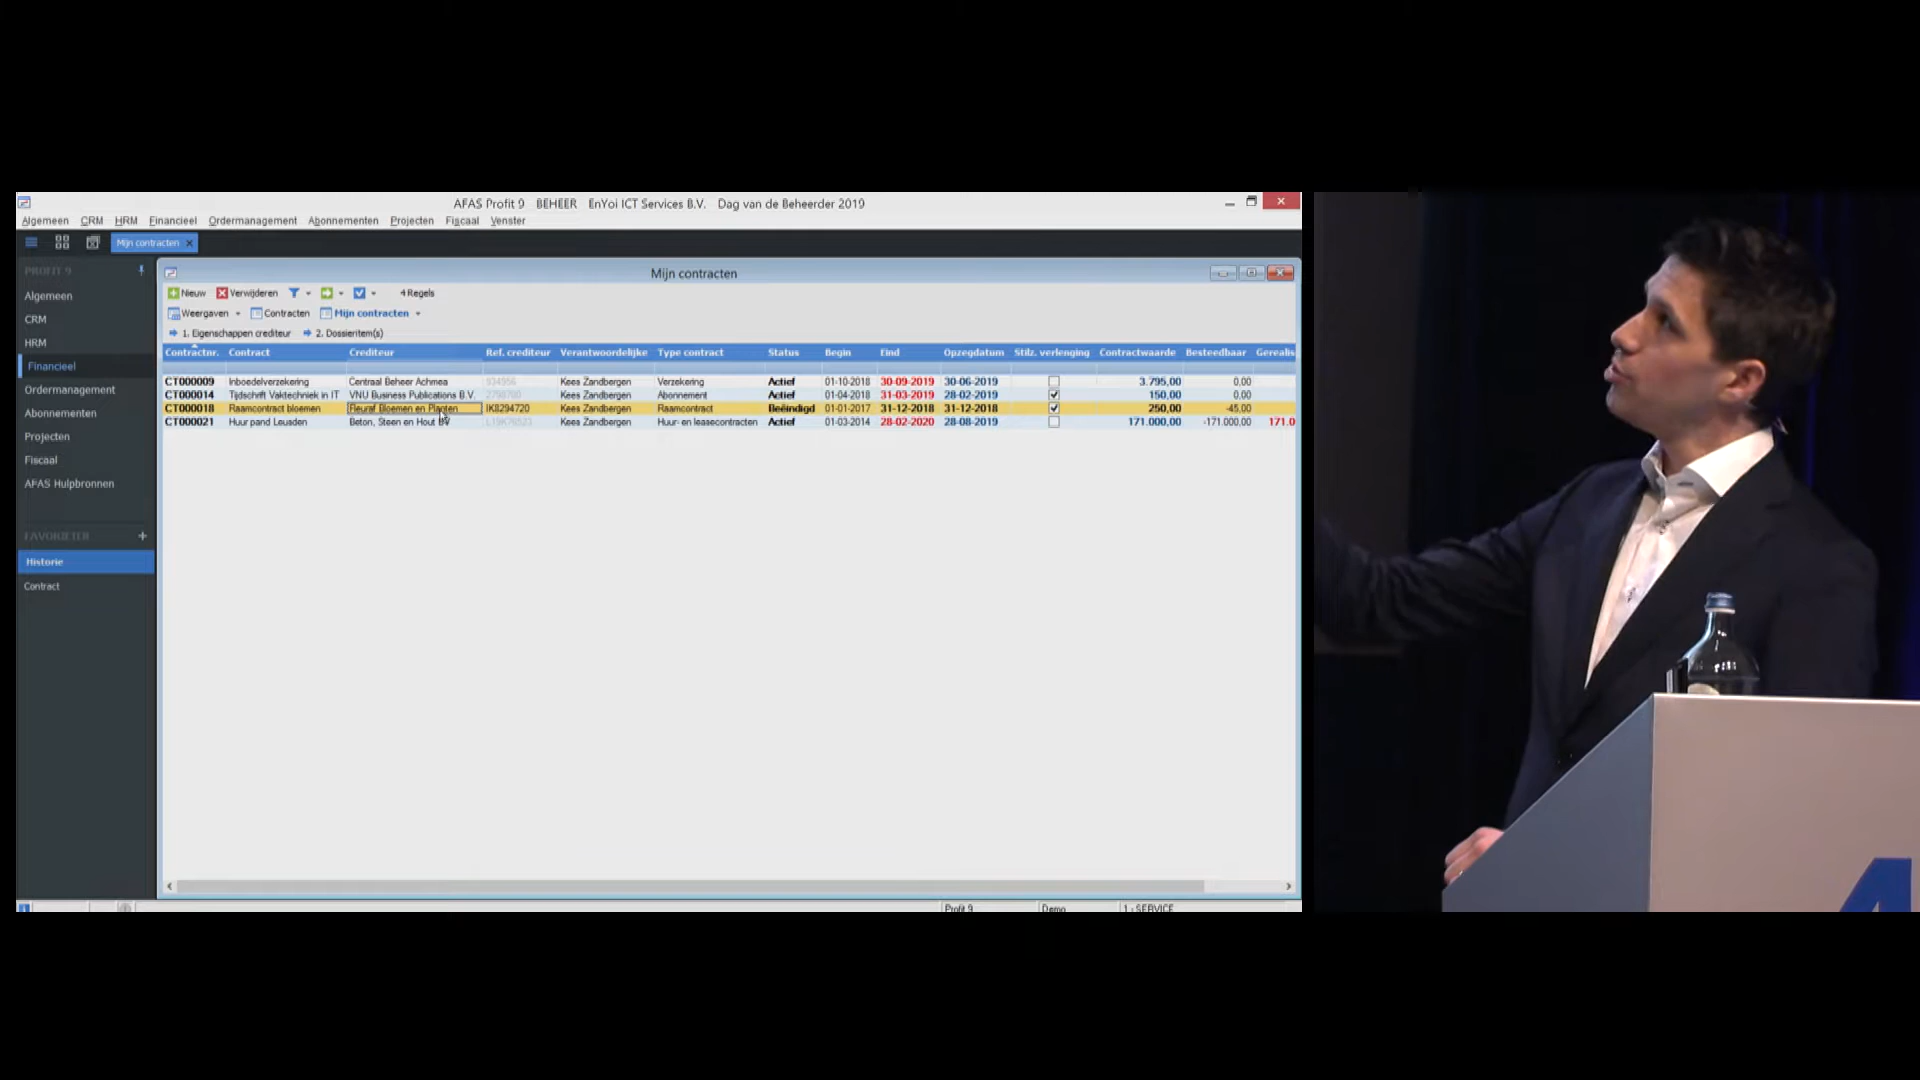 AFAS Profit 9 BEHEER EnYoi ICT Services B.V. Dag van de Beheerder 2019
Algemeen CRM HRM Financieel Ordermanagement Abonnementen Projecten Fiscaal Venster
Mijn contracten
PROFIT 9
Algemeen
CRM
HRM
Financieel
Ordermanagement
Abonnementen
Projecten
Fiscaal
AFAS Hulpbronnen
FAVORIETEN
Historie
Contract
Mijn contracten
Nieuw Verwijderen 4 Regels
Weergaven Contracten Mijn contracten
1. Eigenschappen crediteur 2. Dossieritem(s)
Contractnr. Contract Crediteur Ref. crediteur Verantwoordelijke Type contract Status Begin Eind Opzegdatum Stilz. verlenging Contractwaarde Besteedbaar Gerealis
CT000009 Inboedelverzekering Centraal Beheer Achmea Kees Zandbergen Verzekering Actief 01-10-2018 30-09-2019 30-06-2019 3.795,00 0,00
CT000014 Tijdschrift Vaktechniek in IT VNU Business Publications B.V. Kees Zandbergen Abonnement Actief 01-04-2018 31-03-2019 28-02-2019 150,00 0,00
CT000018 Raamcontract bloemen Fleuraf Bloemen en Planten IK8294720 Kees Zandbergen Raamcontract Beëindigd 01-01-2017 31-12-2018 31-12-2018 250,00 -45,00
CT000021 Huur pand Leusden Beton, Steen en Hout BV Kees Zandbergen Huur- en leasecontracten Actief 01-03-2014 28-02-2020 28-08-2019 171.000,00 -171.000,00 171.0
Profit 9 Demo 1 - SERVICE